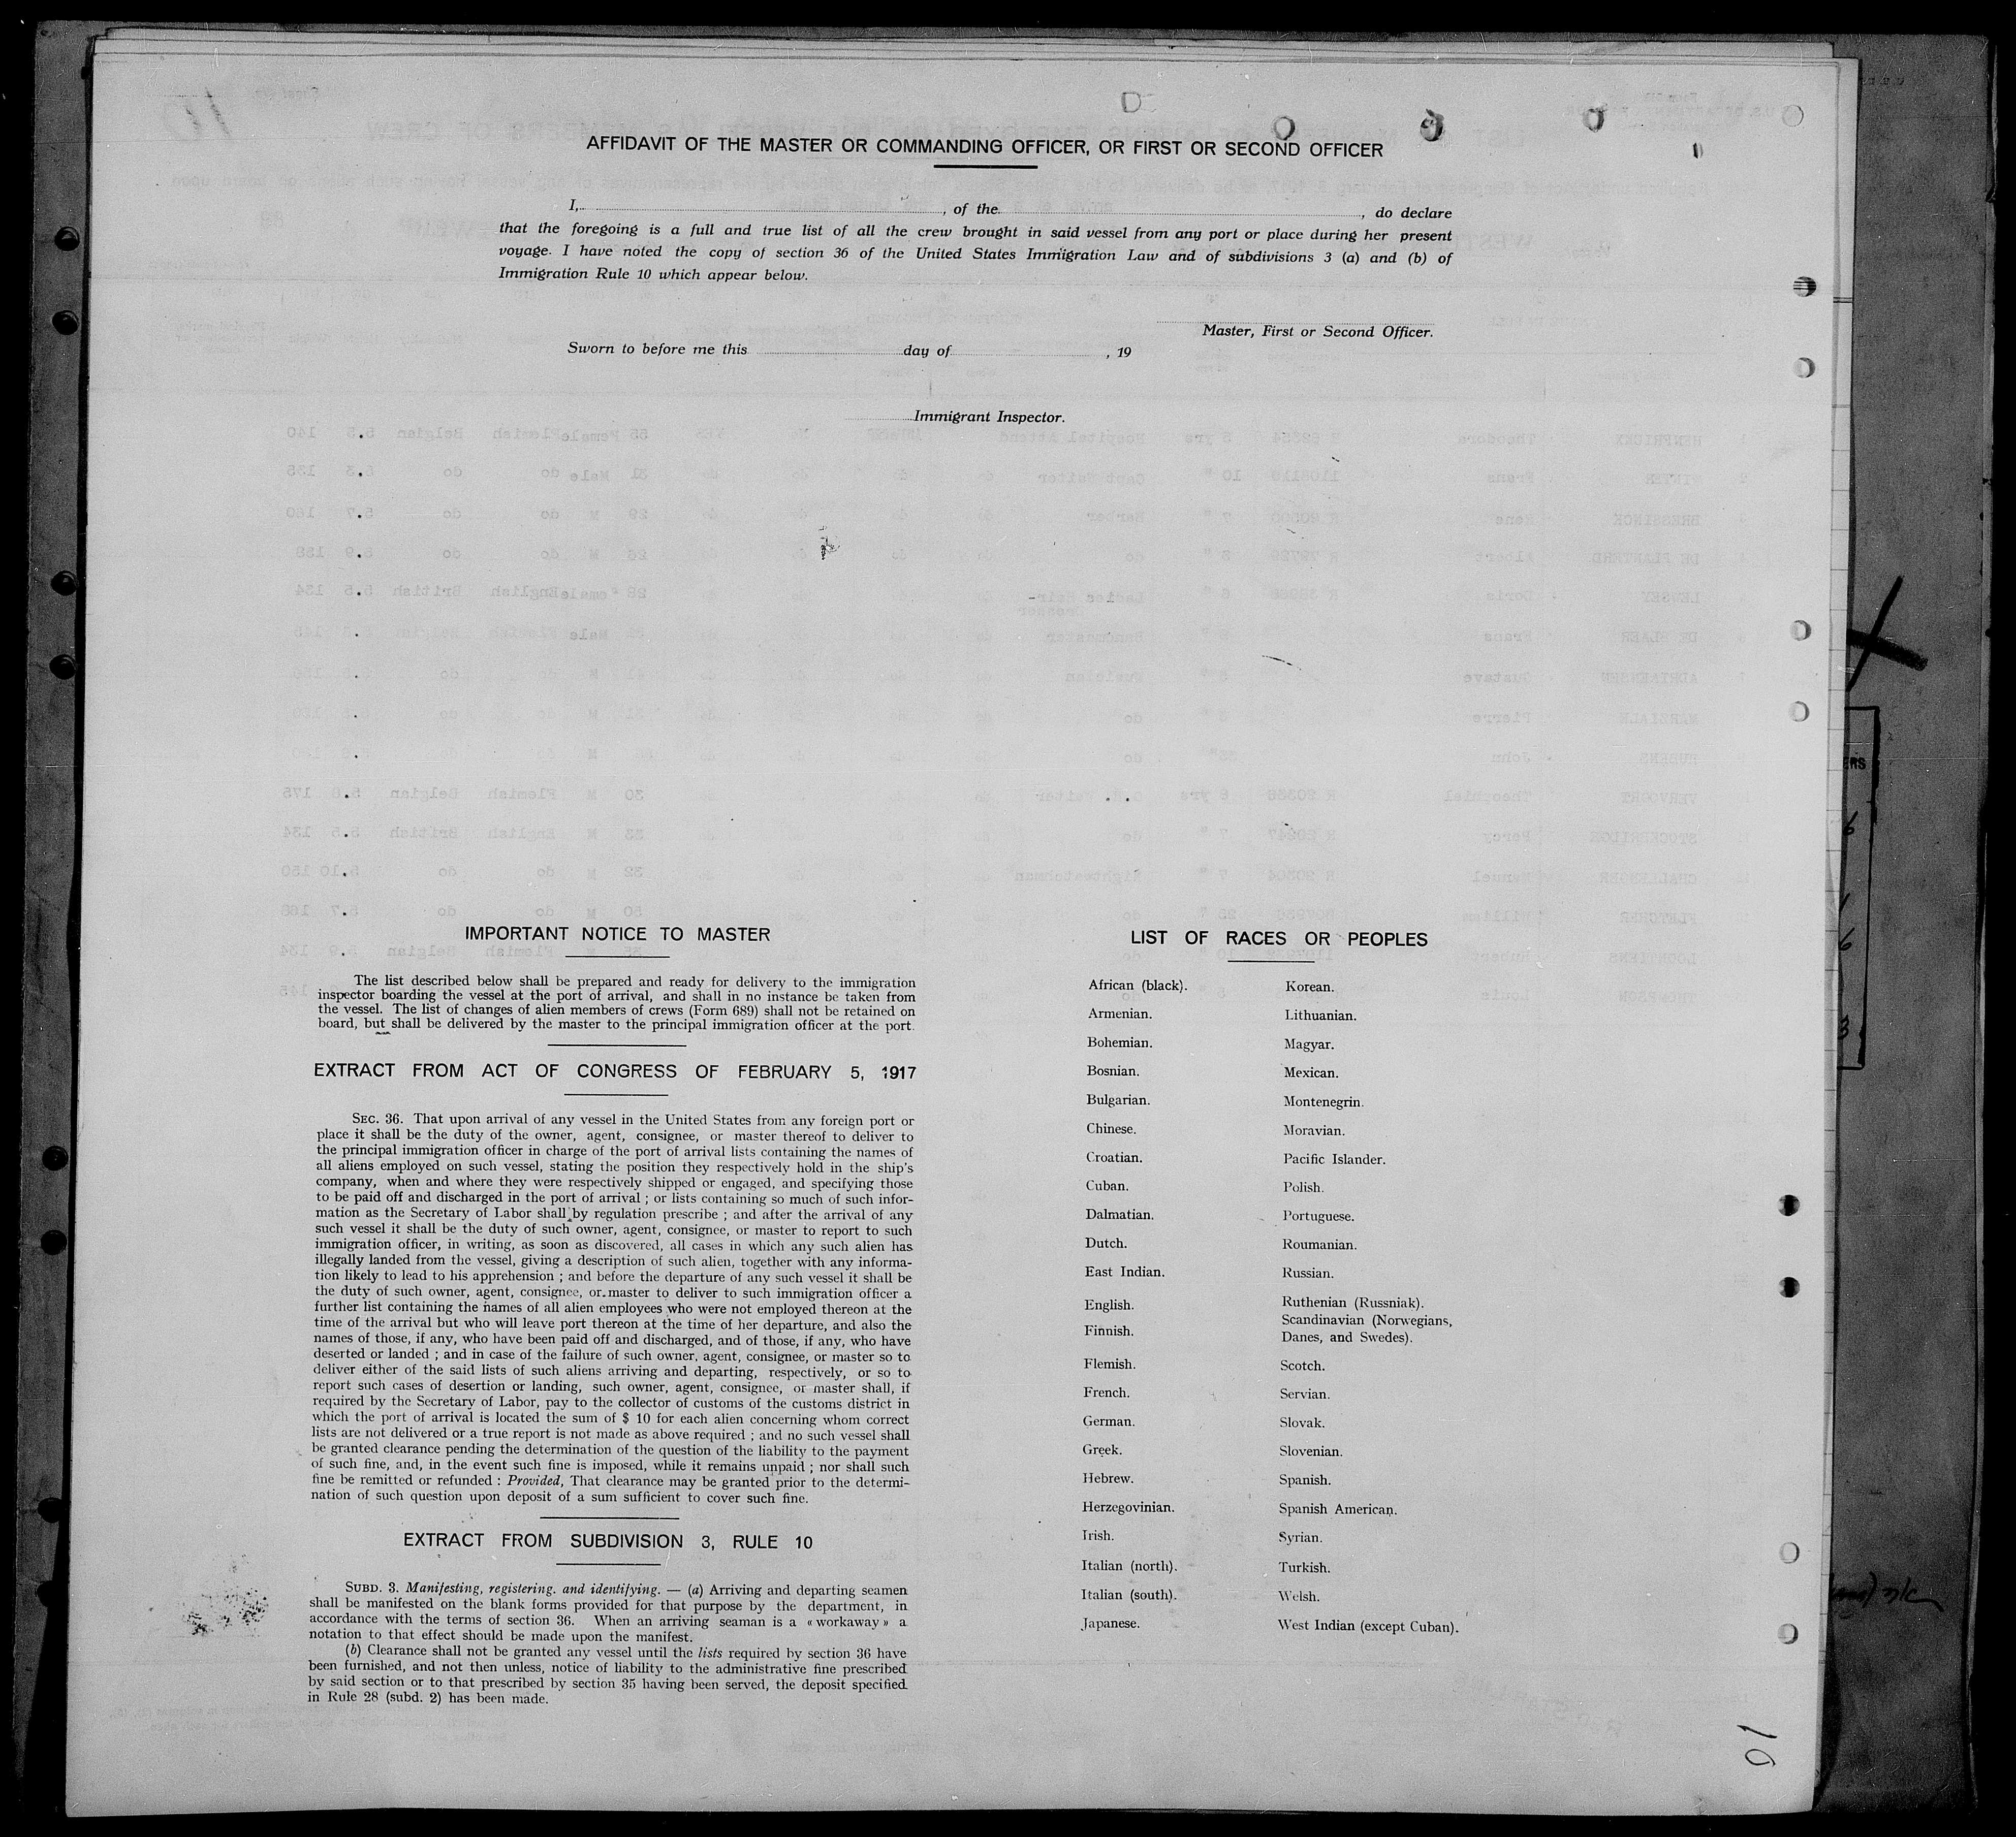 AFFIDAVIT OF THE MASTER OR COMMANDING OFFICER, OR FIRST OR SECOND OFFICER
I, , of the , do declare
that the foregoing is a full and true list of all the crew brought in said vessel from any port or place during her present
voyage. I have noted the copy of section 36 of the United States Immigration Law and of subdivisions 3 (a) and (b) of
Immigration Rule 10 which appear below.
Master, First or Second Officer.
Sworn to before me this day of , 19
Immigrant Inspector.
IMPORTANT NOTICE TO MASTER
The list described below shall be prepared and ready for delivery to the immigration
inspector boarding the vessel at the port of arrival, and shall in no instance be taken from
the vessel. The list of changes of alien members of crews (Form 689) shall not be retained on
board, but shall be delivered by the master to the principal immigration officer at the port.
EXTRACT FROM ACT OF CONGRESS OF FEBRUARY 5, 1917
SEC. 36. That upon arrival of any vessel in the United States from any foreign port or
place it shall be the duty of the owner, agent, consignee, or master thereof to deliver to
the principal immigration officer in charge of the port of arrival lists containing the names of
all aliens employed on such vessel, stating the position they respectively hold in the ship's
company, when and where they were respectively shipped or engaged, and specifying those
to be paid off and discharged in the port of arrival ; or lists containing so much of such infor-
mation as the Secretary of Labor shall by regulation prescribe ; and after the arrival of any
such vessel it shall be the duty of such owner, agent, consignee, or master to report to such
immigration officer, in writing, as soon as discovered, all cases in which any such alien has
illegally landed from the vessel, giving a description of such alien, together with any informa-
tion likely to lead to his apprehension ; and before the departure of any such vessel it shall be
the duty of such owner, agent, consignee, or master to deliver to such immigration officer a
further list containing the names of all alien employees who were not employed thereon at the
time of the arrival but who will leave port thereon at the time of her departure, and also the
names of those, if any, who have been paid off and discharged, and of those, if any, who have
deserted or landed ; and in case of the failure of such owner, agent, consignee, or master so to
deliver either of the said lists of such aliens arriving and departing, respectively, or so to
report such cases of desertion or landing, such owner, agent, consignee, or master shall, if
required by the Secretary of Labor, pay to the collector of customs of the customs district in
which the port of arrival is located the sum of $ 10 for each alien concerning whom correct
lists are not delivered or a true report is not made as above required ; and no such vessel shall
be granted clearance pending the determination of the question of the liability to the payment
of such fine, and, in the event such fine is imposed, while it remains unpaid ; nor shall such
fine be remitted or refunded : Provided, That clearance may be granted prior to the determi-
nation of such question upon deposit of a sum sufficient to cover such fine.
EXTRACT FROM SUBDIVISION 3, RULE 10
SUBD. 3. Manifesting, registering. and identifying. — (a) Arriving and departing seamen
shall be manifested on the blank forms provided for that purpose by the department, in
accordance with the terms of section 36. When an arriving seaman is a « workaway » a
notation to that effect should be made upon the manifest.
(b) Clearance shall not be granted any vessel until the lists required by section 36 have
been furnished, and not then unless, notice of liability to the administrative fine prescribed
by said section or to that prescribed by section 35 having been served, the deposit specified
in Rule 28 (subd. 2) has been made.
LIST OF RACES OR PEOPLES
African (black).
Armenian.
Bohemian.
Bosnian.
Bulgarian.
Chinese.
Croatian.
Cuban.
Dalmatian.
Dutch.
East Indian.
English.
Finnish.
Flemish.
French.
German.
Greek.
Hebrew.
Herzegovinian.
Irish.
Italian (north).
Italian (south).
Japanese.
Korean.
Lithuanian.
Magyar.
Mexican.
Montenegrin.
Moravian.
Pacific Islander.
Polish.
Portuguese.
Roumanian.
Russian.
Ruthenian (Russniak).
Scandinavian (Norwegians,
Danes, and Swedes).
Scotch.
Servian.
Slovak.
Slovenian.
Spanish.
Spanish American.
Syrian.
Turkish.
Welsh.
West Indian (except Cuban).